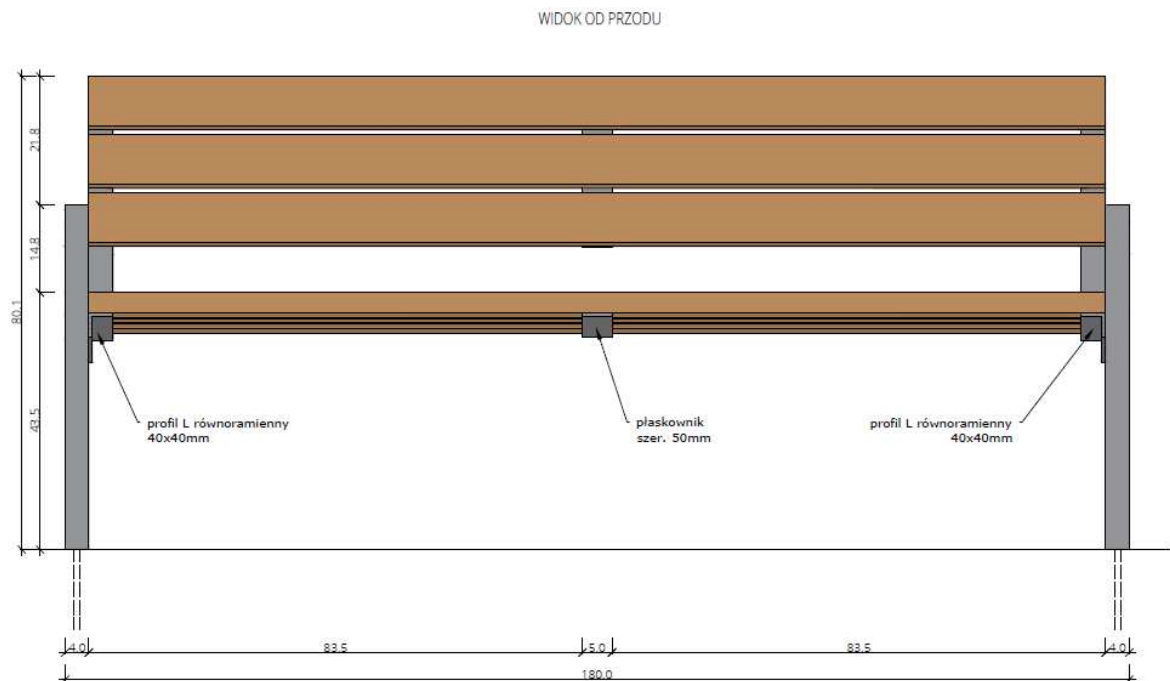 WIDOK OD PRZODU
21.8
14.8
80.1
43.5
profil L równoramienny
40x40mm
płaskownik
szer. 50mm
profil L równoramienny
40x40mm
4.0
83.5
5.0
83.5
4.0
180.0